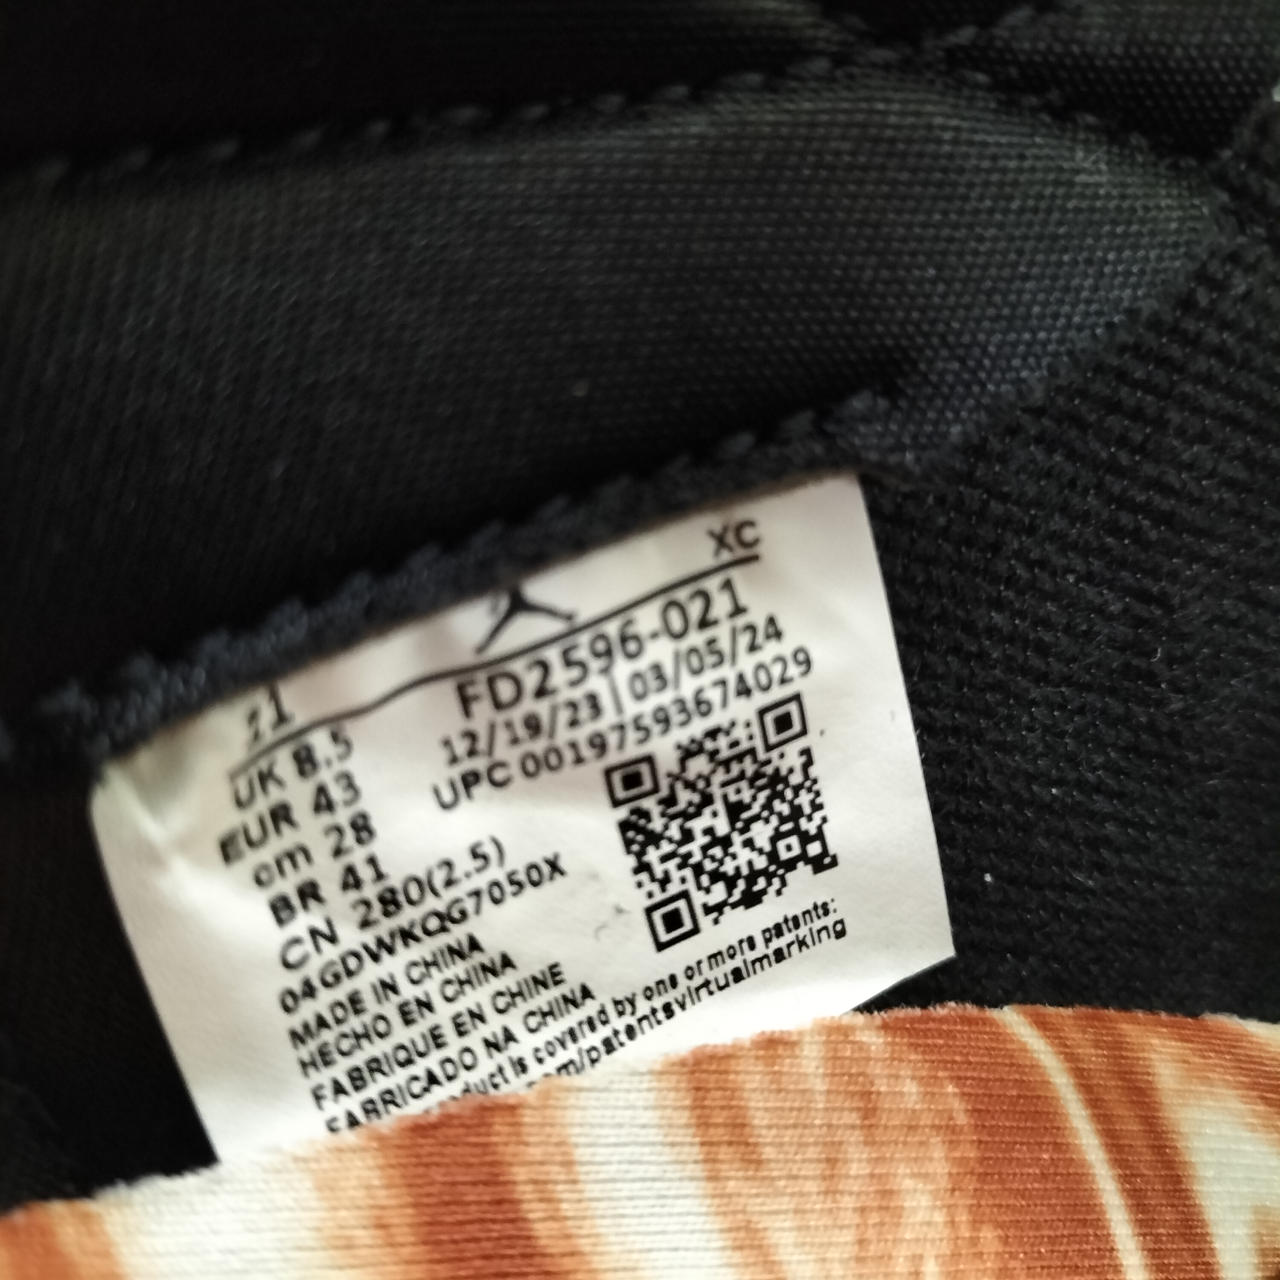 XC
FD2596-021
12/19/23 | 03/05/24
UPC 00197593674029
UK 8.5
EUR 43
cm 28
BR 41
CN 280(2.5)
04GDWKQG7050X
MADE IN CHINA
HECHO EN CHINA
FABRIQUE EN CHINE
FABRICADO NA CHINA
is covered by one or more patents:
m/patentsvirtualmarking